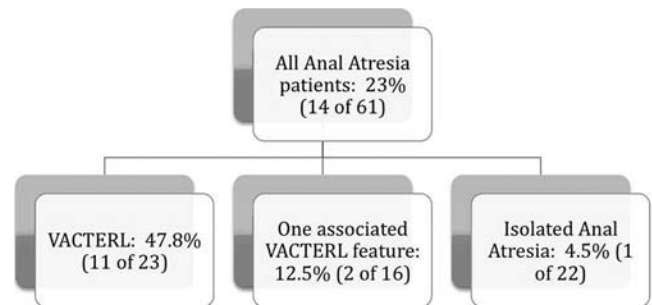 All Anal Atresia
patients: 23%
(14 of 61)
VACTERL: 47.8%
(11 of 23)
One associated
VACTERL feature:
12.5% (2 of 16)
Isolated Anal
Atresia: 4.5% (1
of 22)